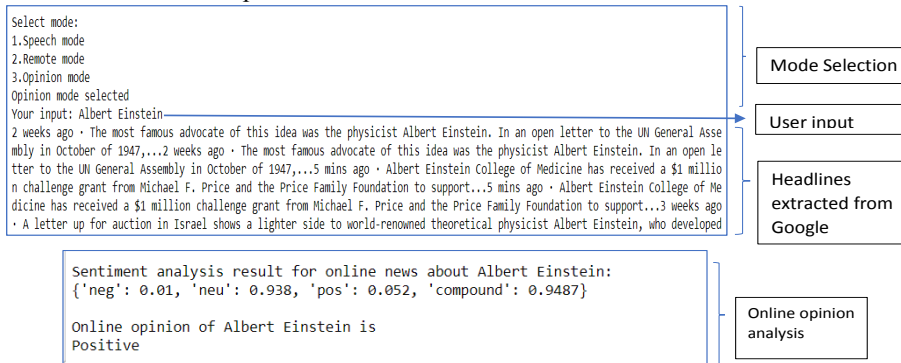 Select mode:
1.Speech mode
2.Remote mode
3.Opinion mode
Opinion mode selected
Your input: Albert Einstein
2 weeks ago · The most famous advocate of this idea was the physicist Albert Einstein. In an open letter to the UN General Asse
mbly in October of 1947,...2 weeks ago · The most famous advocate of this idea was the physicist Albert Einstein. In an open le
tter to the UN General Assembly in October of 1947,...5 mins ago · Albert Einstein College of Medicine has received a $1 millio
n challenge grant from Michael F. Price and the Price Family Foundation to support...5 mins ago · Albert Einstein College of Me
dicine has received a $1 million challenge grant from Michael F. Price and the Price Family Foundation to support...3 weeks ago
· A letter up for auction in Israel shows a lighter side to world-renowned theoretical physicist Albert Einstein, who developed
Mode Selection
User input
Headlines
extracted from
Google
Sentiment analysis result for online news about Albert Einstein:
{'neg': 0.01, 'neu': 0.938, 'pos': 0.052, 'compound': 0.9487}
Online opinion of Albert Einstein is
Positive
Online opinion
analysis